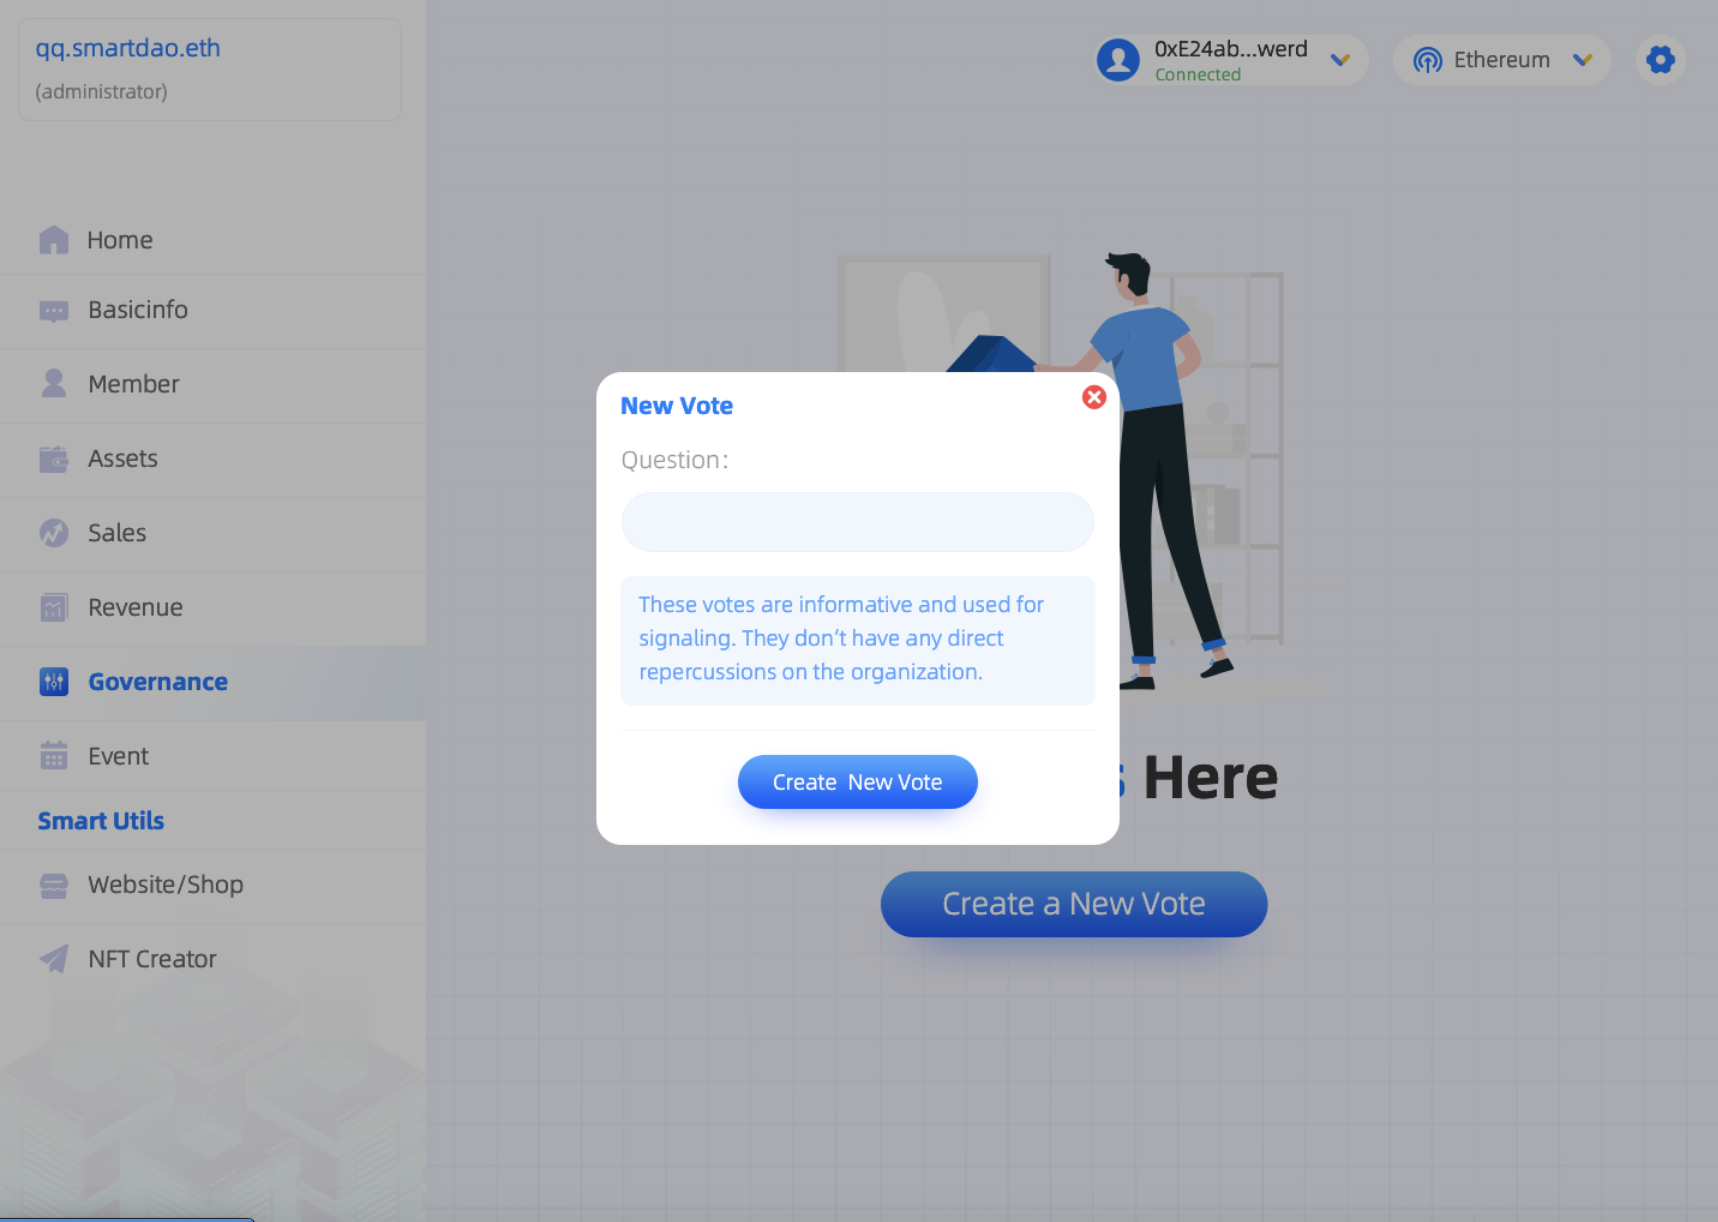 qq.smartdao.eth
(administrator)
Home
Basicinfo
Member
Assets
Sales
Revenue
Governance
Event
Smart Utils
Website/Shop
NFT Creator
0xE24ab...werd
Connected
Ethereum
New Vote
Question:
These votes are informative and used for
signaling. They don't have any direct
repercussions on the organization.
Create New Vote
Here
Create a New Vote